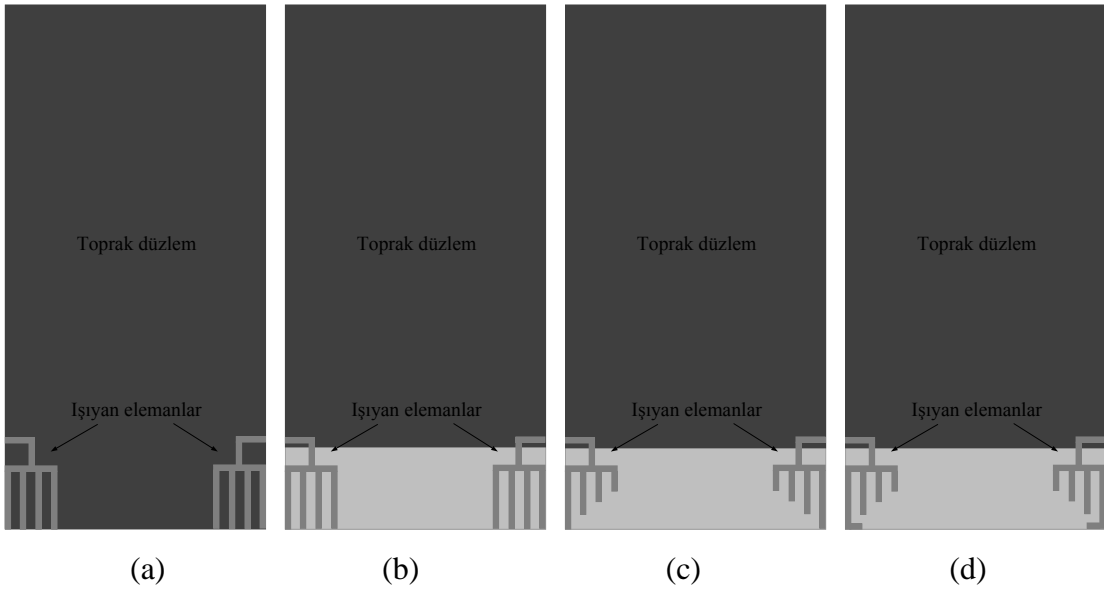 Toprak düzlem Toprak düzlem Toprak düzlem Toprak düzlem
Işıyan elemanlar Işıyan elemanlar Işıyan elemanlar Işıyan elemanlar
(a) (b) (c) (d)